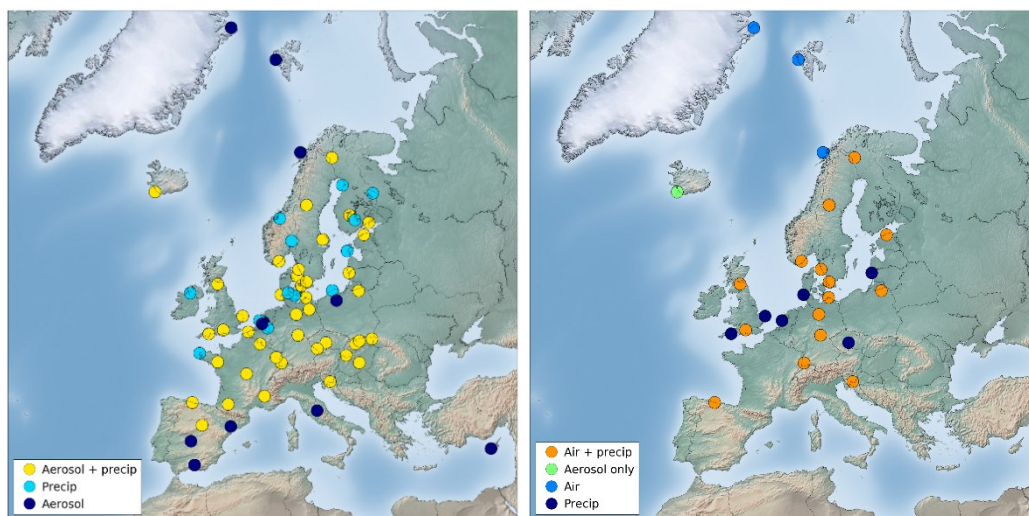 Aerosol + precip
Precip
Aerosol
Air + precip
Aerosol only
Air
Precip